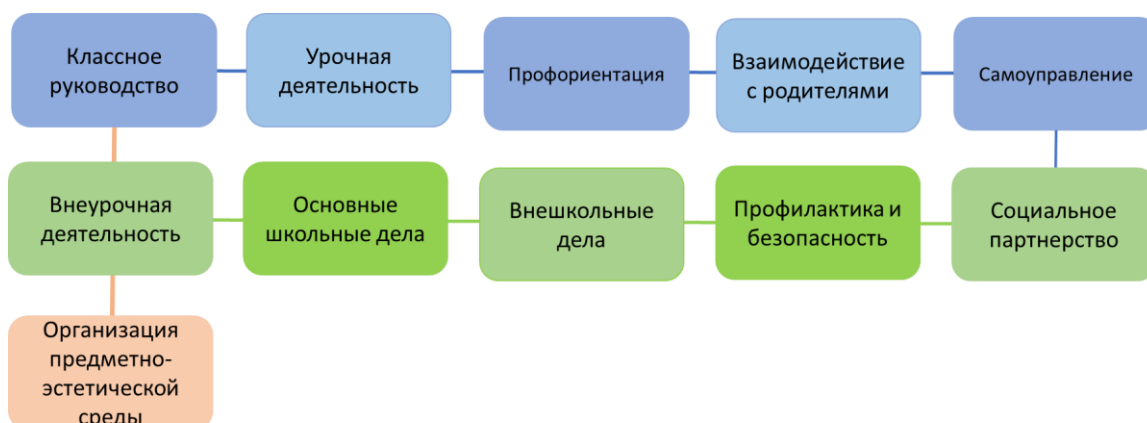 Классное
руководство
Урочная
деятельность
Профориентация
Взаимодействие
с родителями
Самоуправление
Внеурочная
деятельность
Основные
школьные дела
Внешкольные
дела
Профилактика и
безопасность
Социальное
партнерство
Организация
предметно-
эстетической
среды